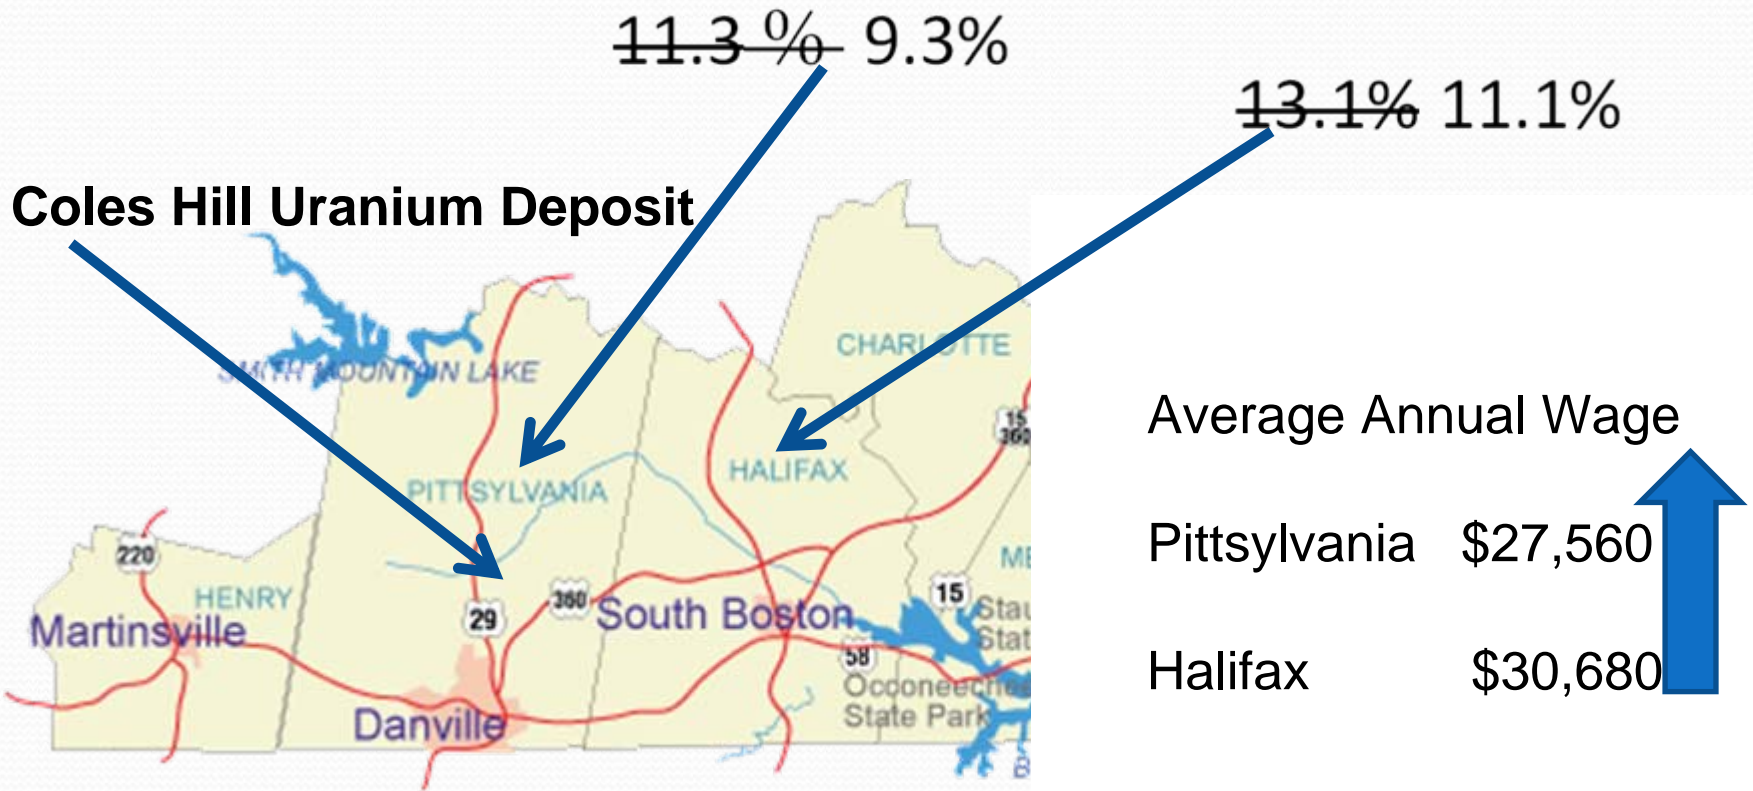 11.3 % 9.3%
13.1% 11.1%
Coles Hill Uranium Deposit
CHARLOTTE
SMITH MOUNTAIN LAKE
15
360
Average Annual Wage
HALIFAX
PITTSYLVANIA
Pittsylvania $27,560
220
HENRY
360
15
29
South Boston
Martinsville
58
Halifax $30,680
Occoneechee
State Park
Danville